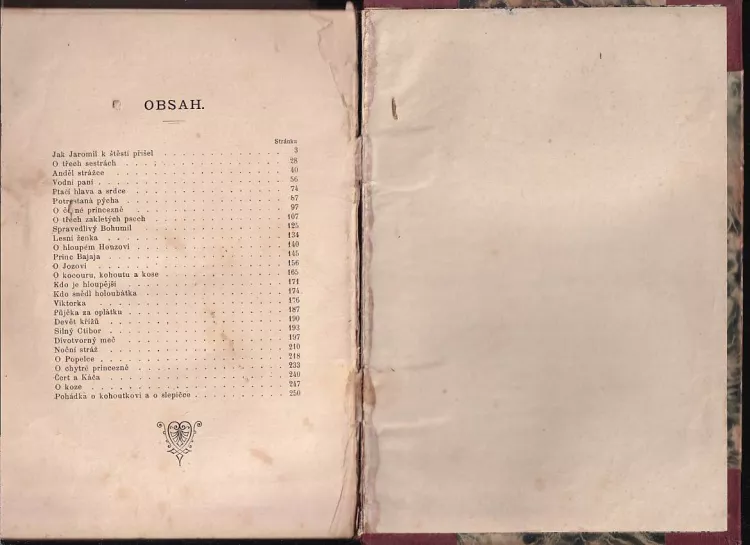 OBSAH.
Stránka
Jak Jaromil k štěstí přišel . . . . . . . . . . . . . 3
O třech sestrách . . . . . . . . . . . . . . . . 28
Anděl strážce . . . . . . . . . . . . . . . . 40
Vodní paní . . . . . . . . . . . . . . . . . 56
Ptačí hlava a srdce . . . . . . . . . . . . . . . 74
Potrestaná pýcha . . . . . . . . . . . . . . . 87
O princezně . . . . . . . . . . . . . . . 97
O třech zakletých psech . . . . . . . . . . . . . 107
Spravedlivý Bohumil . . . . . . . . . . . . . . 125
Lesní ženka . . . . . . . . . . . . . . . . . 134
O hloupém Honzovi . . . . . . . . . . . . . . 140
Princ Bajaja . . . . . . . . . . . . . . . . 145
O Jozovi . . . . . . . . . . . . . . . . . 156
O kocouru, kohoutu a kose . . . . . . . . . . . . 165
Kdo je hloupější . . . . . . . . . . . . . . . 171
Kdo snědl holoubátka . . . . . . . . . . . . . 174
Viktorka . . . . . . . . . . . . . . . . . 176
Půjčka za oplátku . . . . . . . . . . . . . . 187
Devět křížů . . . . . . . . . . . . . . . . 190
Silný Ctibor . . . . . . . . . . . . . . . . 193
Divotvorný meč . . . . . . . . . . . . . . . 197
Noční stráž . . . . . . . . . . . . . . . . 210
O Popelce . . . . . . . . . . . . . . . . . 218
O chytré princezně . . . . . . . . . . . . . . 233
Čert a Káča . . . . . . . . . . . . . . . . 240
O koze . . . . . . . . . . . . . . . . . . 247
Pohádka o kohoutkovi a o slepičce . . . . . . . . . . 250